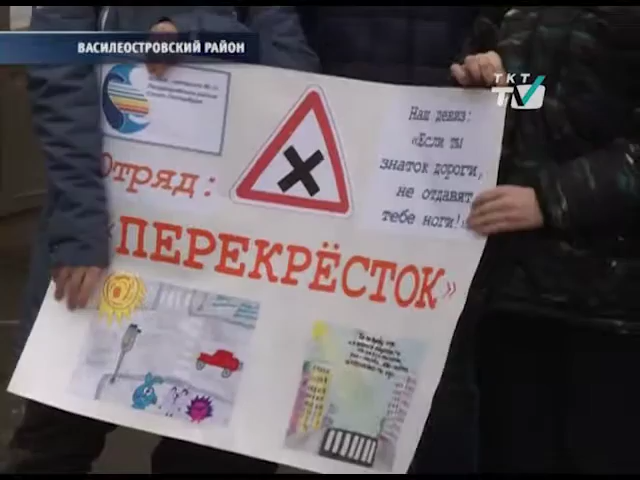 ВАСИЛЕОСТРОВСКИЙ РАЙОН
ТКТ
TV
Наш девиз:
«Если ты
знаток дороги,
не отдавят
тебе ноги!»
Отряд:
«ПЕРЕКРЁСТОК»